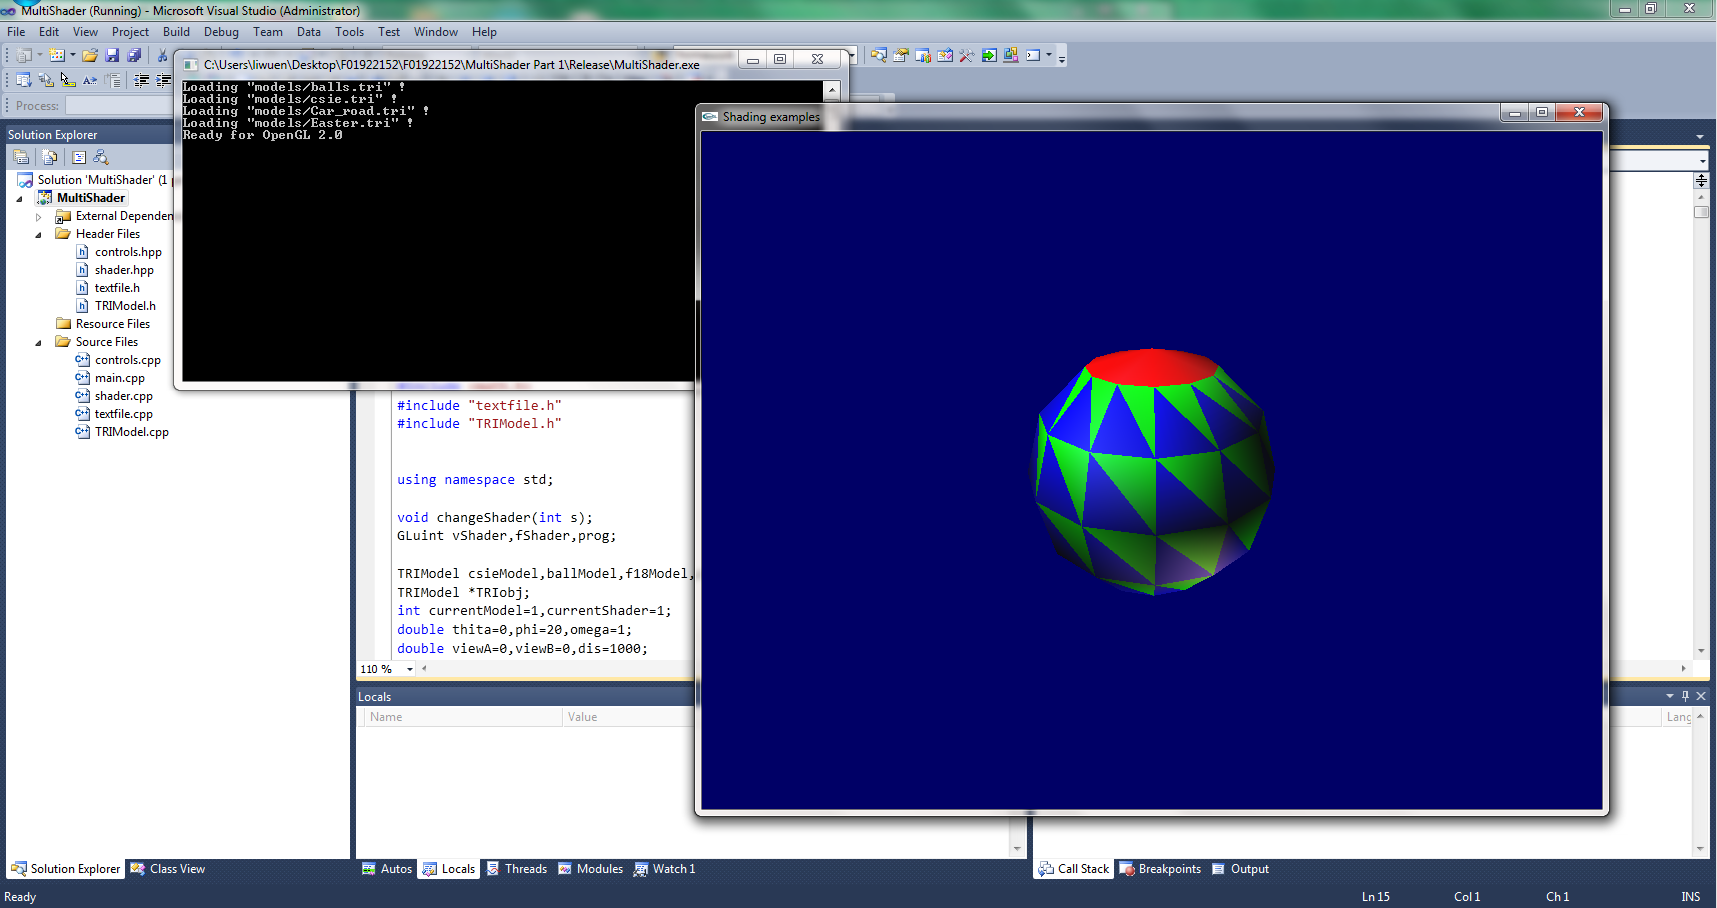 MultiShader (Running) - Microsoft Visual Studio (Administrator)
File Edit View Project Build Debug Team Data Tools Test Window Help
C:\Users\liwuen\Desktop\F01922152\F01922152\MultiShader Part 1\Release\MultiShader.exe
Loading "models/balls.tri" !
Loading "models/csie.tri" !
Loading "models/Car_road.tri" !
Loading "models/Easter.tri" !
Ready for OpenGL 2.0
Process:
Shading examples
Solution Explorer
Solution 'MultiShader' (1
MultiShader
External Dependen
Header Files
controls.hpp
shader.hpp
textfile.h
TRIModel.h
Resource Files
Source Files
controls.cpp
main.cpp
shader.cpp
textfile.cpp
TRIModel.cpp
#include "textfile.h"
#include "TRIModel.h"
using namespace std;
void changeShader(int s);
GLuint vShader,fShader,prog;
TRIModel csieModel,ballModel,f18Model,
TRIModel *TRIobj;
int currentModel=1,currentShader=1;
double thita=0,phi=20,omega=1;
double viewA=0,viewB=0,dis=1000;
110 %
Locals
Name Value
Lang
Solution Explorer Class View
Autos Locals Threads Modules Watch 1
Call Stack Breakpoints Output
Ready
Ln 15 Col 1 Ch 1 INS